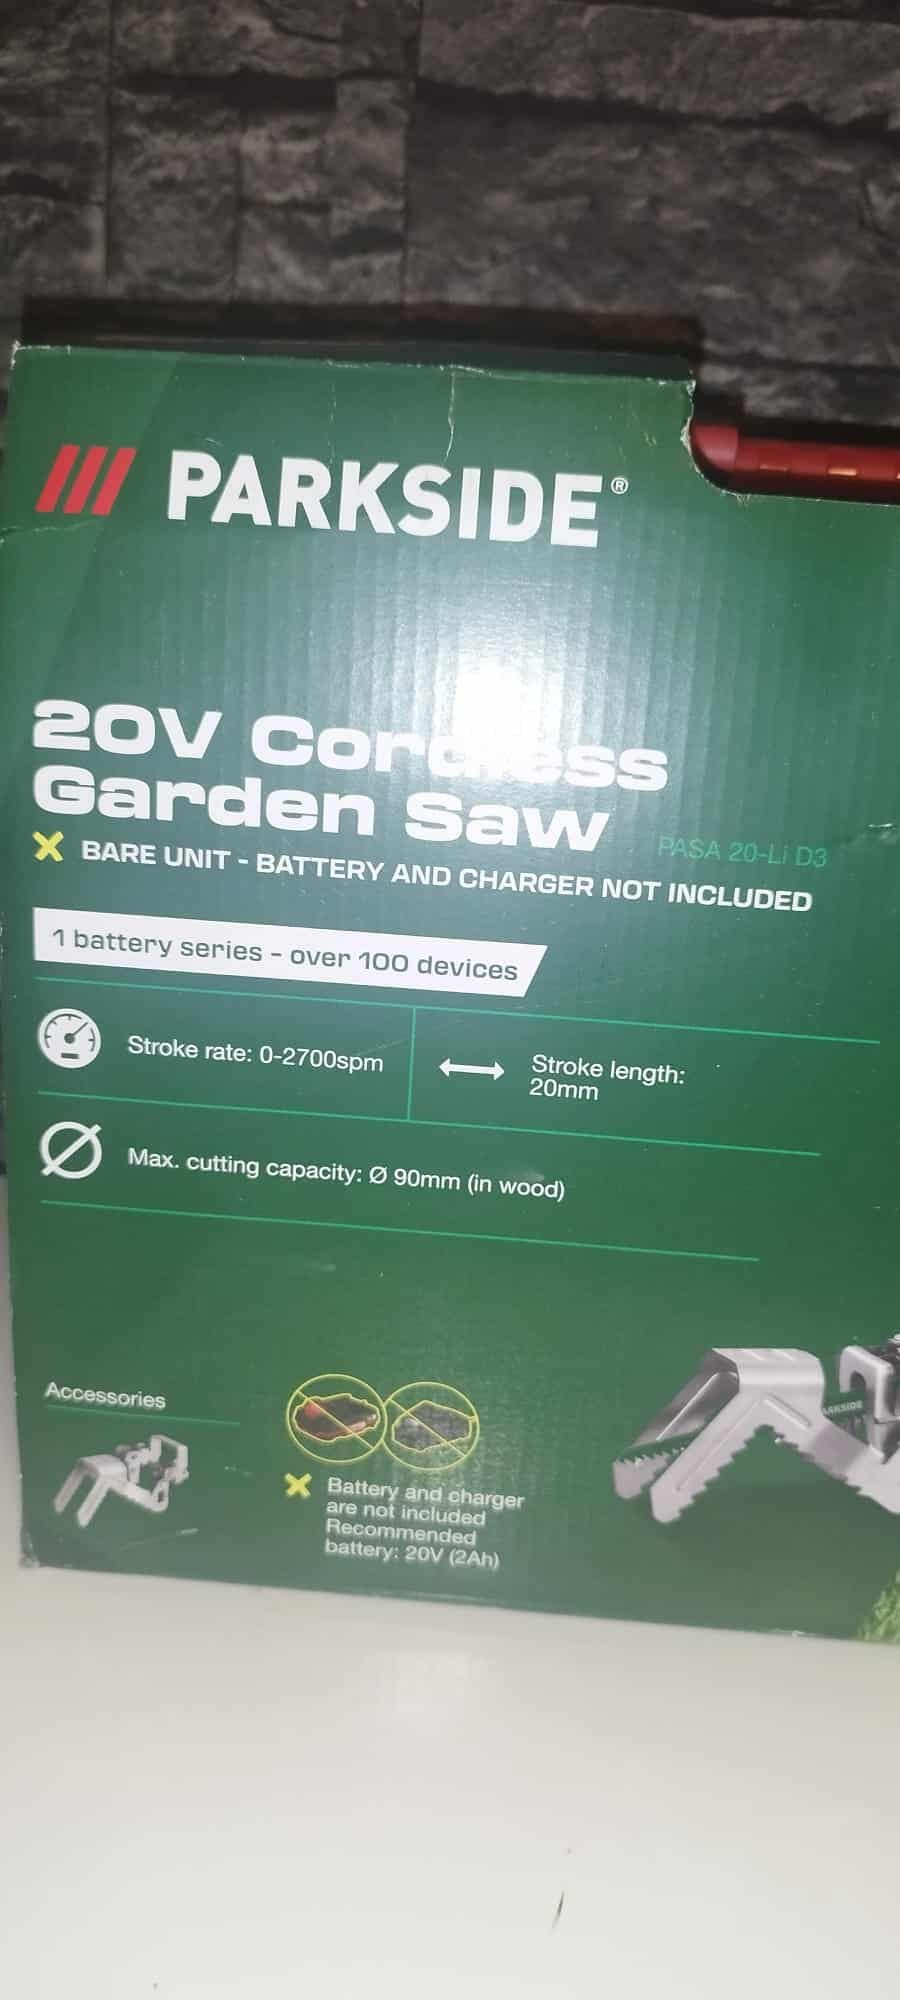 PARKSIDE®
20V Cordless
Garden Saw
PASA 20-Li D3
BARE UNIT - BATTERY AND CHARGER NOT INCLUDED
1 battery series - over 100 devices
Stroke rate: 0-2700spm
Stroke length:
20mm
Max. cutting capacity: Ø 90mm (in wood)
Accessories
Battery and charger
are not included
Recommended
battery: 20V (2Ah)
PARKSIDE